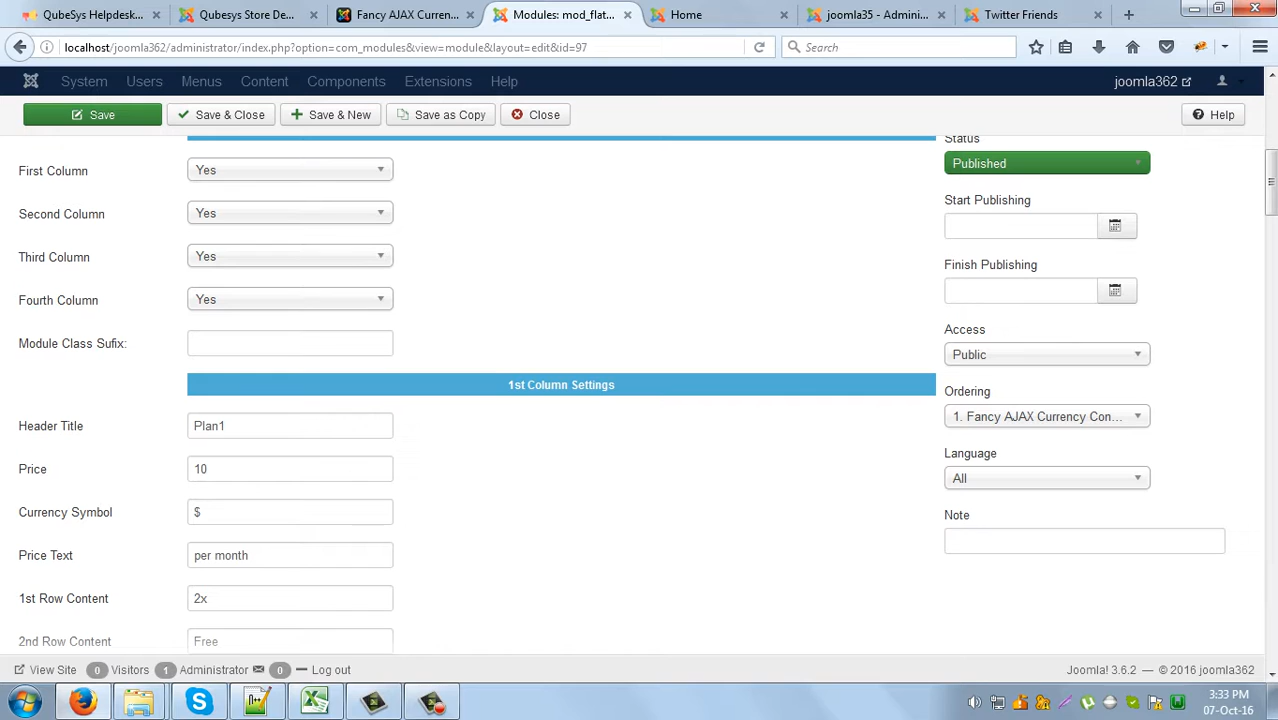 QubeSys Helpdesk... × Qubesys Store De... × Fancy AJAX Curren... × Modules: mod_flat... × Home × joomla35 - Admini... × Twitter Friends × +
localhost/joomla362/administrator/index.php?option=com_modules&view=module&layout=edit&id=97
Search
System Users Menus Content Components Extensions Help
joomla362
Save
Save & Close
Save & New
Save as Copy
Close
Help
First Column Yes
Second Column Yes
Third Column Yes
Fourth Column Yes
Module Class Sufix:
1st Column Settings
Header Title Plan1
Price 10
Currency Symbol $
Price Text per month
1st Row Content 2x
2nd Row Content Free
Status
Published
Start Publishing
Finish Publishing
Access
Public
Ordering
1. Fancy AJAX Currency Con...
Language
All
Note
View Site 0 Visitors 1 Administrator 0 Log out
Joomla! 3.6.2 — © 2016 joomla362
3:33 PM
07-Oct-16